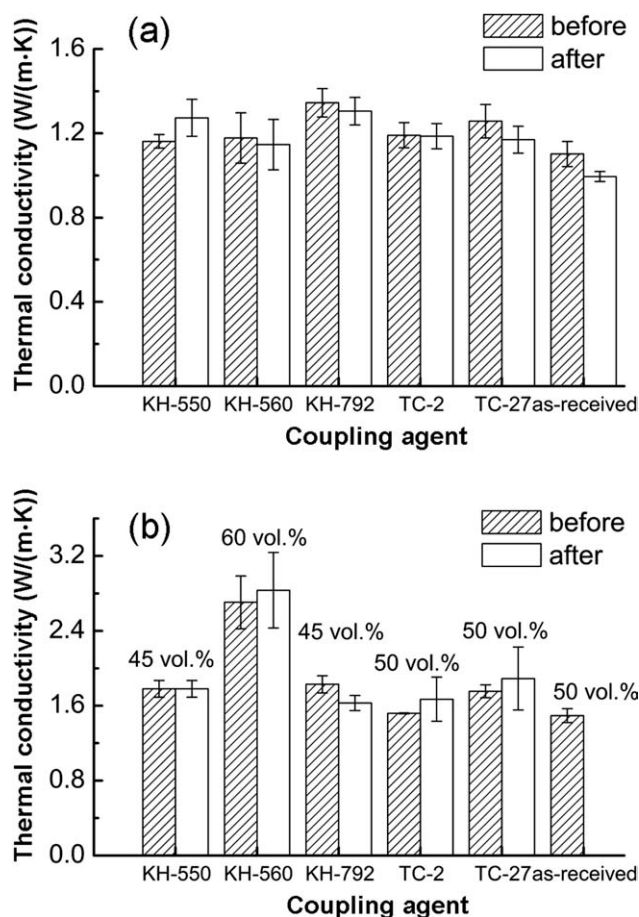 (a)
before
after
Thermal conductivity (W/(m·K))
1.6
1.2
0.8
0.4
0.0
KH-550 KH-560 KH-792 TC-2 TC-27as-received
Coupling agent
(b)
before
after
Thermal conductivity (W/(m·K))
3.2
2.4
1.6
0.8
0.0
60 vol.%
45 vol.%
45 vol.%
50 vol.%
50 vol.%
50 vol.%
KH-550 KH-560 KH-792 TC-2 TC-27as-received
Coupling agent